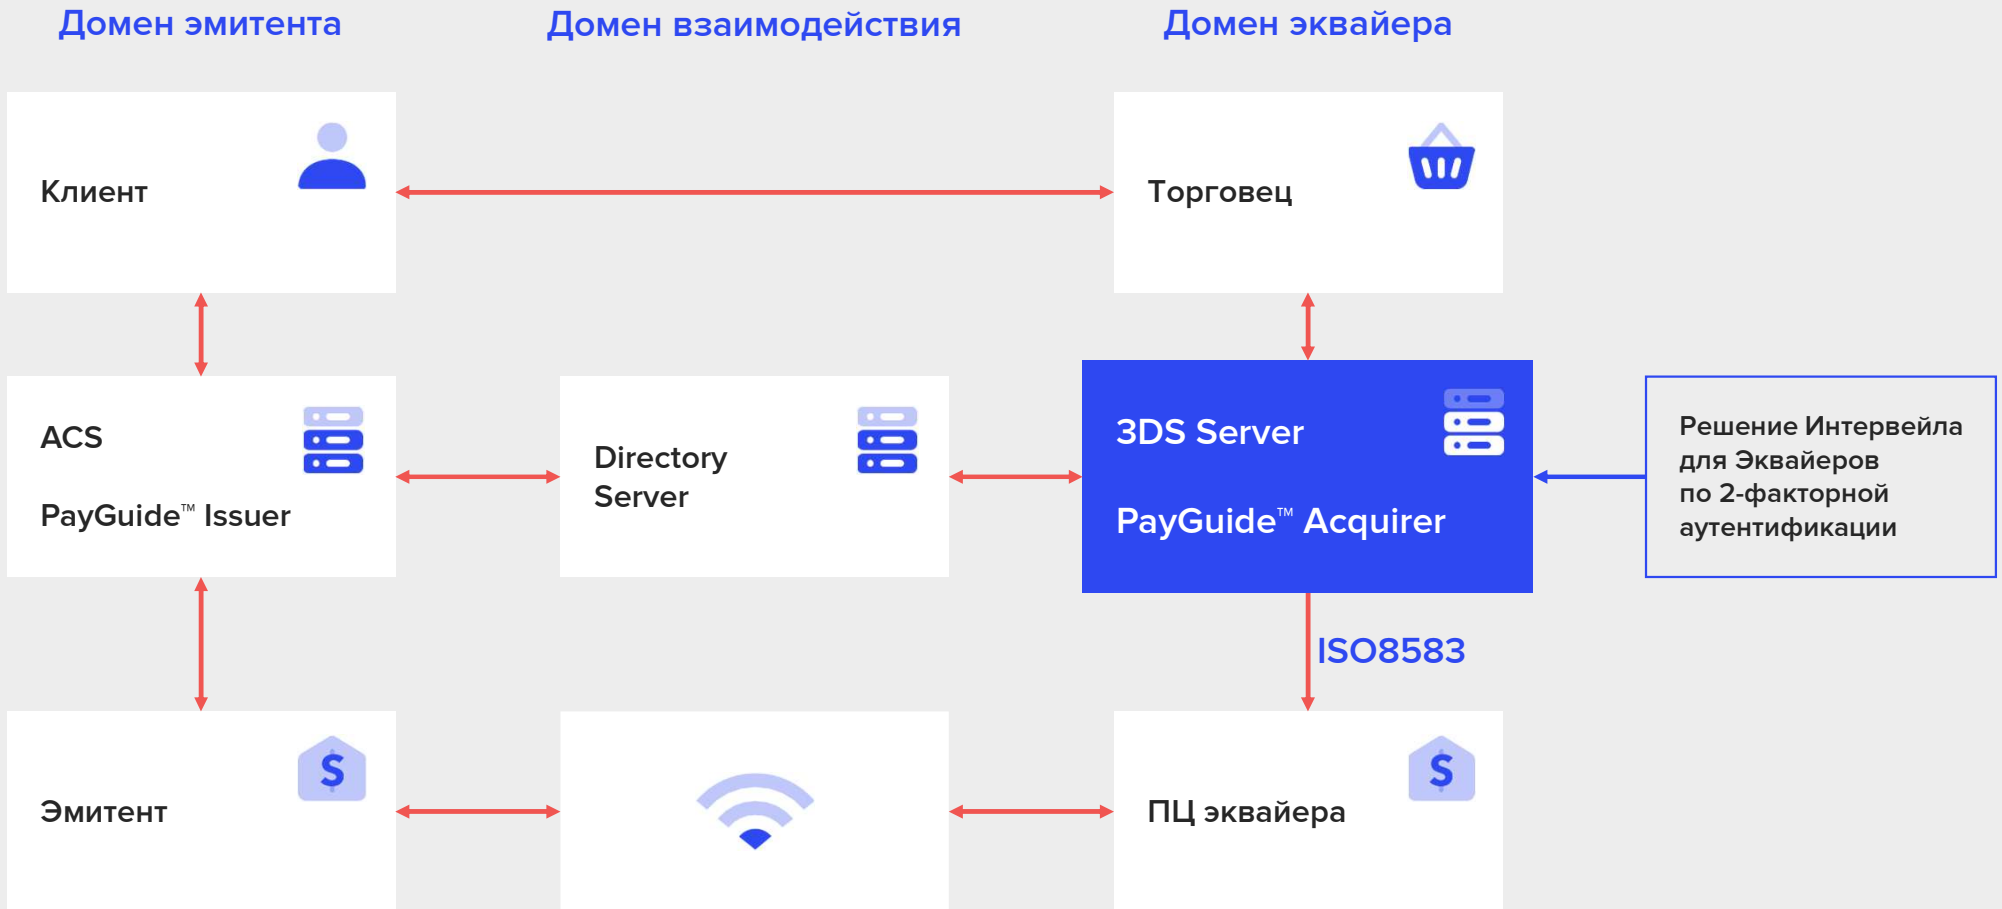 Домен эмитента
Домен взаимодействия
Домен эквайера
Клиент
Торговец
ACS
PayGuide™ Issuer
Directory
Server
3DS Server
PayGuide™ Acquirer
Решение Интервейла
для Эквайеров
по 2-факторной
аутентификации
ISO8583
Эмитент
ПЦ эквайера